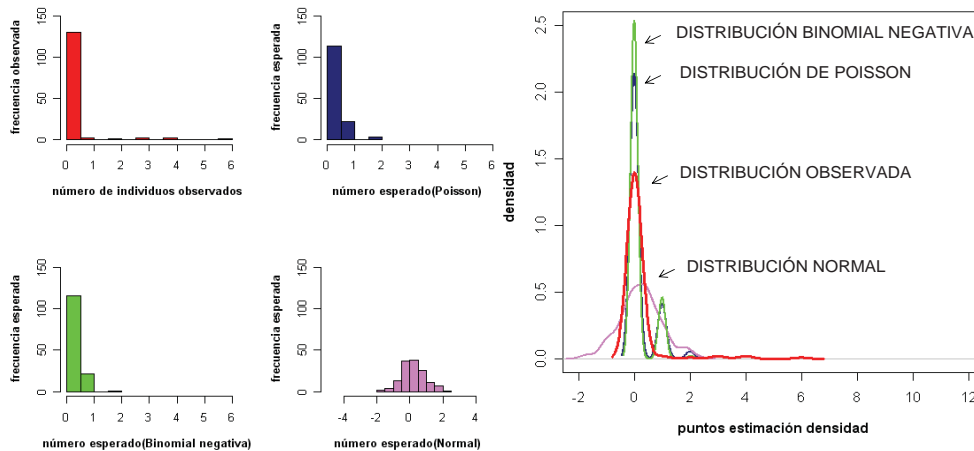 frecuencia observada
150
100
50
0
0 1 2 3 4 5 6
número de individuos observados
frecuencia esperada
150
100
50
0
0 1 2 3 4 5 6
número esperado(Poisson)
frecuencia esperada
150
100
50
0
0 1 2 3 4 5 6
número esperado(Binomial negativa)
frecuencia esperada
150
100
50
0
-4 -2 0 2 4
número esperado(Normal)
densidad
2.5
2.0
1.5
1.0
0.5
0.0
DISTRIBUCIÓN BINOMIAL NEGATIVA
DISTRIBUCIÓN DE POISSON
DISTRIBUCIÓN OBSERVADA
DISTRIBUCIÓN NORMAL
-2 0 2 4 6 8 10 12
puntos estimación densidad